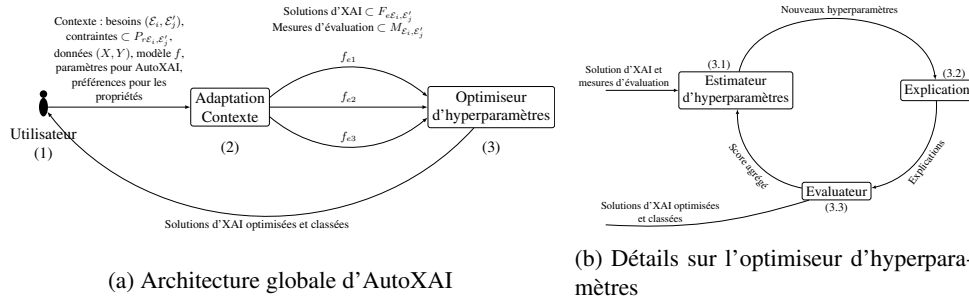 Contexte : besoins (ℰᵢ, ℰ′ⱼ),
contraintes ⊂ P_{rℰᵢ,ℰ′ⱼ},
données (X, Y), modèle f,
paramètres pour AutoXAI,
préférences pour les
propriétés
Utilisateur
(1)
Adaptation
Contexte
(2)
Solutions d'XAI ⊂ F_{eℰᵢ,ℰ′ⱼ}
Mesures d'évaluation ⊂ M_{ℰᵢ,ℰ′ⱼ}
f_{e1}
f_{e2}
f_{e3}
Optimiseur
d'hyperparamètres
(3)
Solutions d'XAI optimisées et classées
(a) Architecture globale d'AutoXAI
Nouveaux hyperparamètres
Solution d'XAI et
mesures d'évaluation
(3.1)
Estimateur
d'hyperparamètres
(3.2)
Explication
Explications
Score agrégé
Evaluateur
(3.3)
Solutions d'XAI optimisées
et classées
(b) Détails sur l'optimiseur d'hyperpara-
mètres